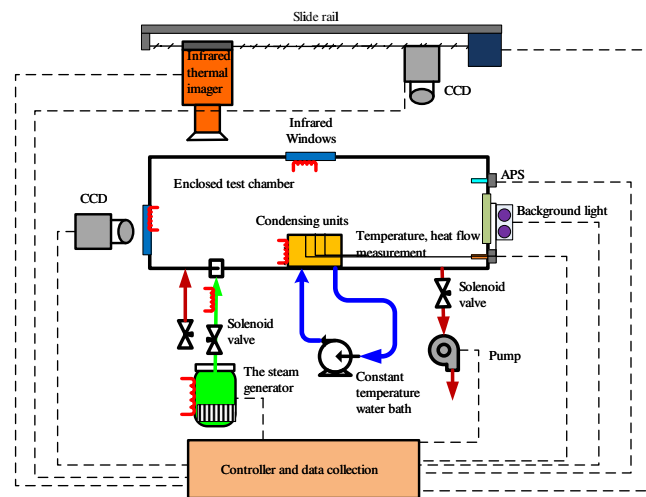 Slide rail
Infrared
thermal
imager
CCD
Infrared
Windows
Enclosed test chamber
APS
CCD
Background light
Condensing units
Temperature, heat flow
measurement
Solenoid
valve
Solenoid
valve
The steam
generator
Constant
temperature
water bath
Pump
Controller and data collection